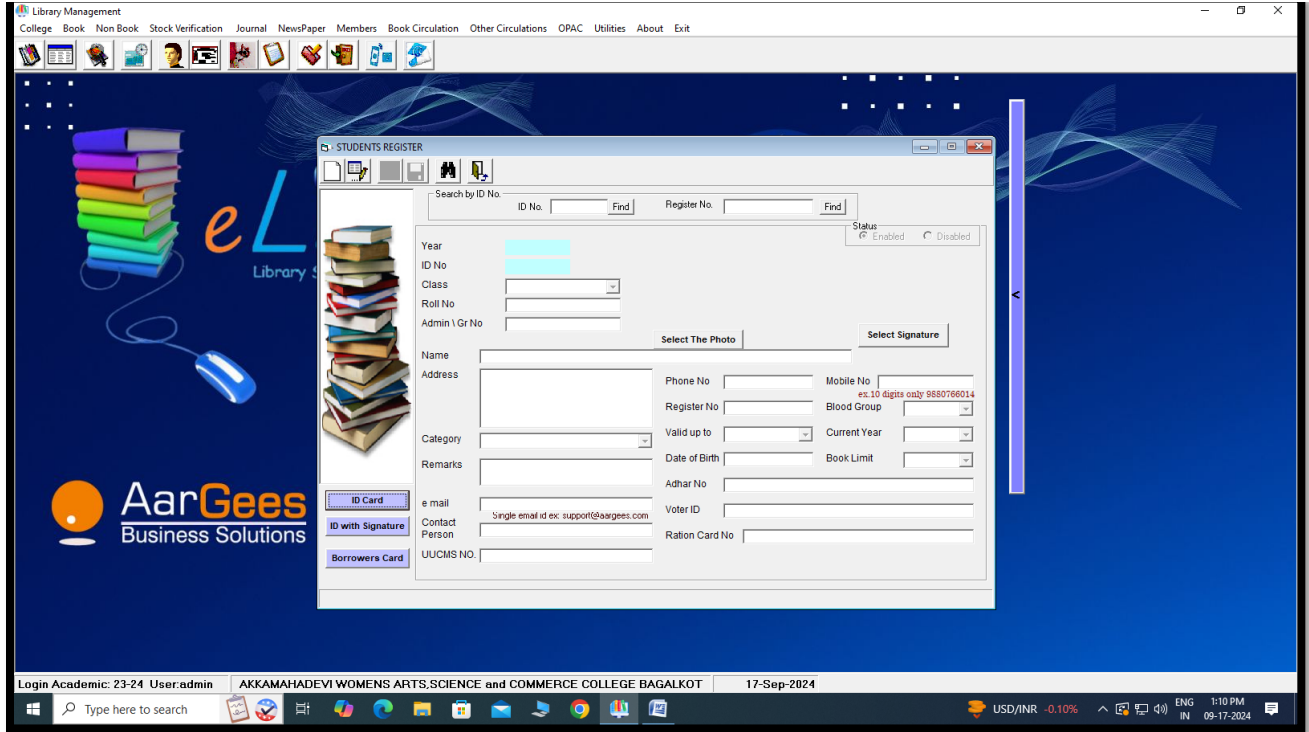 Library Management
College Book Non Book Stock Verification Journal NewsPaper Members Book Circulation Other Circulations OPAC Utilities About Exit
STUDENTS REGISTER
Search by ID No.
ID No. Find Register No. Find
Status
Enabled Disabled
Year
ID No
Class
Roll No
Admin \ Gr No
Select The Photo Select Signature
Name
Address
Phone No Mobile No
ex.10 digits only 9880766014
Register No Blood Group
Valid up to Current Year
Category
Date of Birth Book Limit
Remarks
Adhar No
e mail
Single email id ex: support@aargees.com
Voter ID
Contact Person
Ration Card No
UUCMS NO.
ID Card
ID with Signature
Borrowers Card
eL
Library
AarGees
Business Solutions
<
Login Academic: 23-24 User:admin AKKAMAHADEVI WOMENS ARTS,SCIENCE and COMMERCE COLLEGE BAGALKOT 17-Sep-2024
Type here to search
USD/INR -0.10%
ENG IN
1:10 PM
09-17-2024